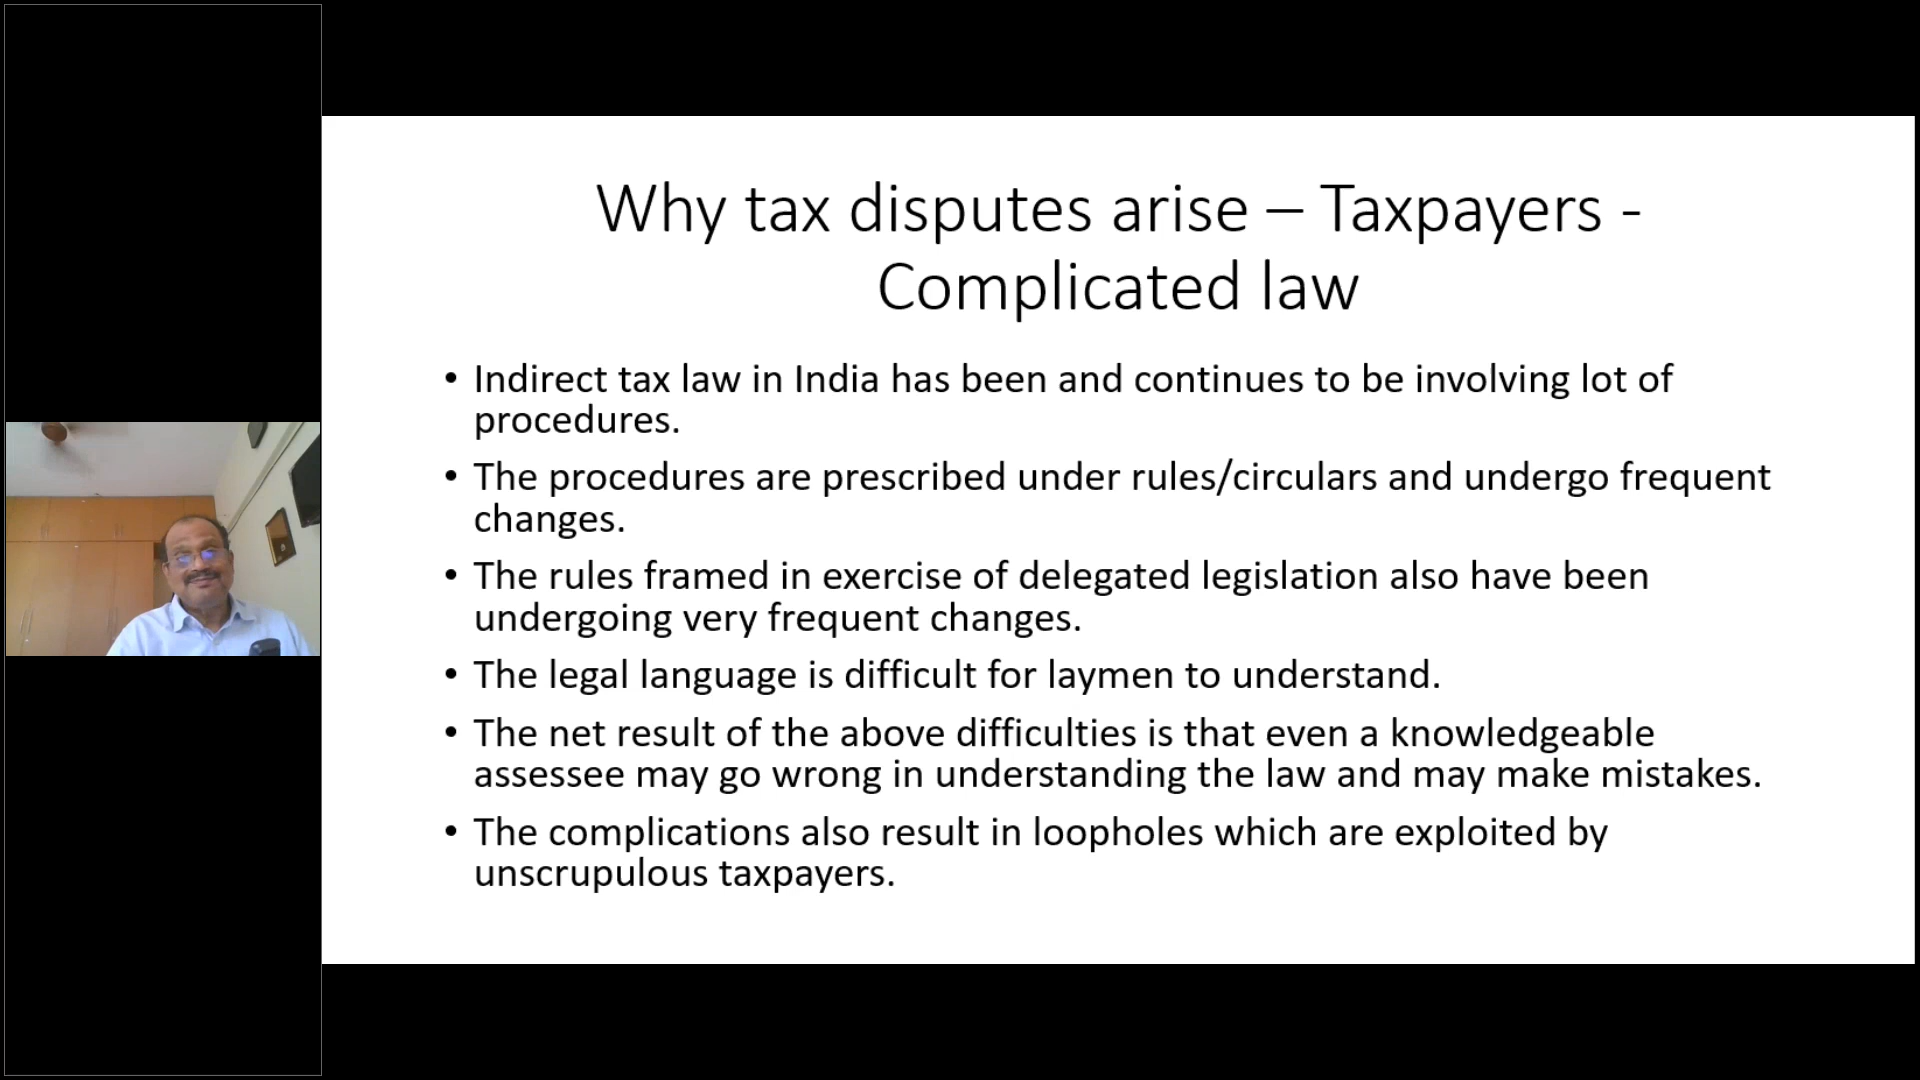 Why tax disputes arise – Taxpayers -
Complicated law
• Indirect tax law in India has been and continues to be involving lot of
procedures.
• The procedures are prescribed under rules/circulars and undergo frequent
changes.
• The rules framed in exercise of delegated legislation also have been
undergoing very frequent changes.
• The legal language is difficult for laymen to understand.
• The net result of the above difficulties is that even a knowledgeable
assessee may go wrong in understanding the law and may make mistakes.
• The complications also result in loopholes which are exploited by
unscrupulous taxpayers.